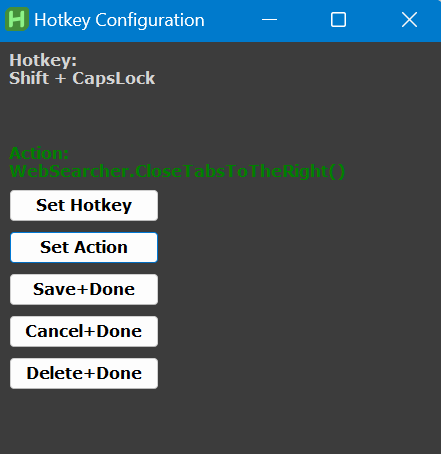 Hotkey Configuration
Hotkey:
Shift + CapsLock
Action:
WebSearcher.CloseTabsToTheRight()
Set Hotkey
Set Action
Save+Done
Cancel+Done
Delete+Done